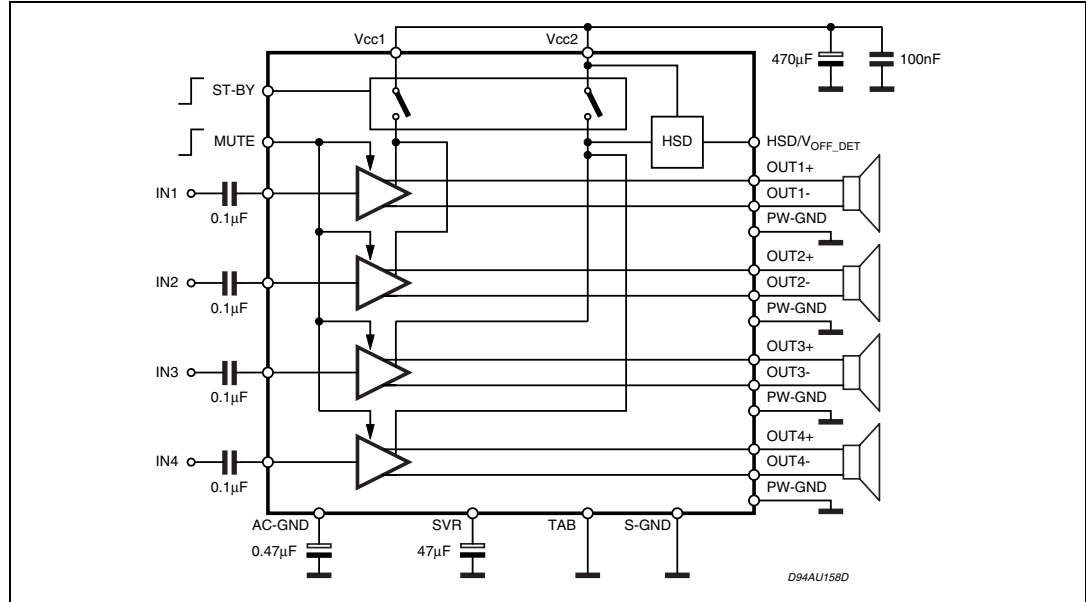 Vcc1
Vcc2
470µF
100nF
ST-BY
MUTE
HSD
HSD/VOFF_DET
OUT1+
IN1
OUT1-
0.1µF
PW-GND
OUT2+
IN2
OUT2-
0.1µF
PW-GND
OUT3+
IN3
OUT3-
0.1µF
PW-GND
OUT4+
IN4
OUT4-
0.1µF
PW-GND
AC-GND
SVR
TAB
S-GND
0.47µF
47µF
D94AU158D